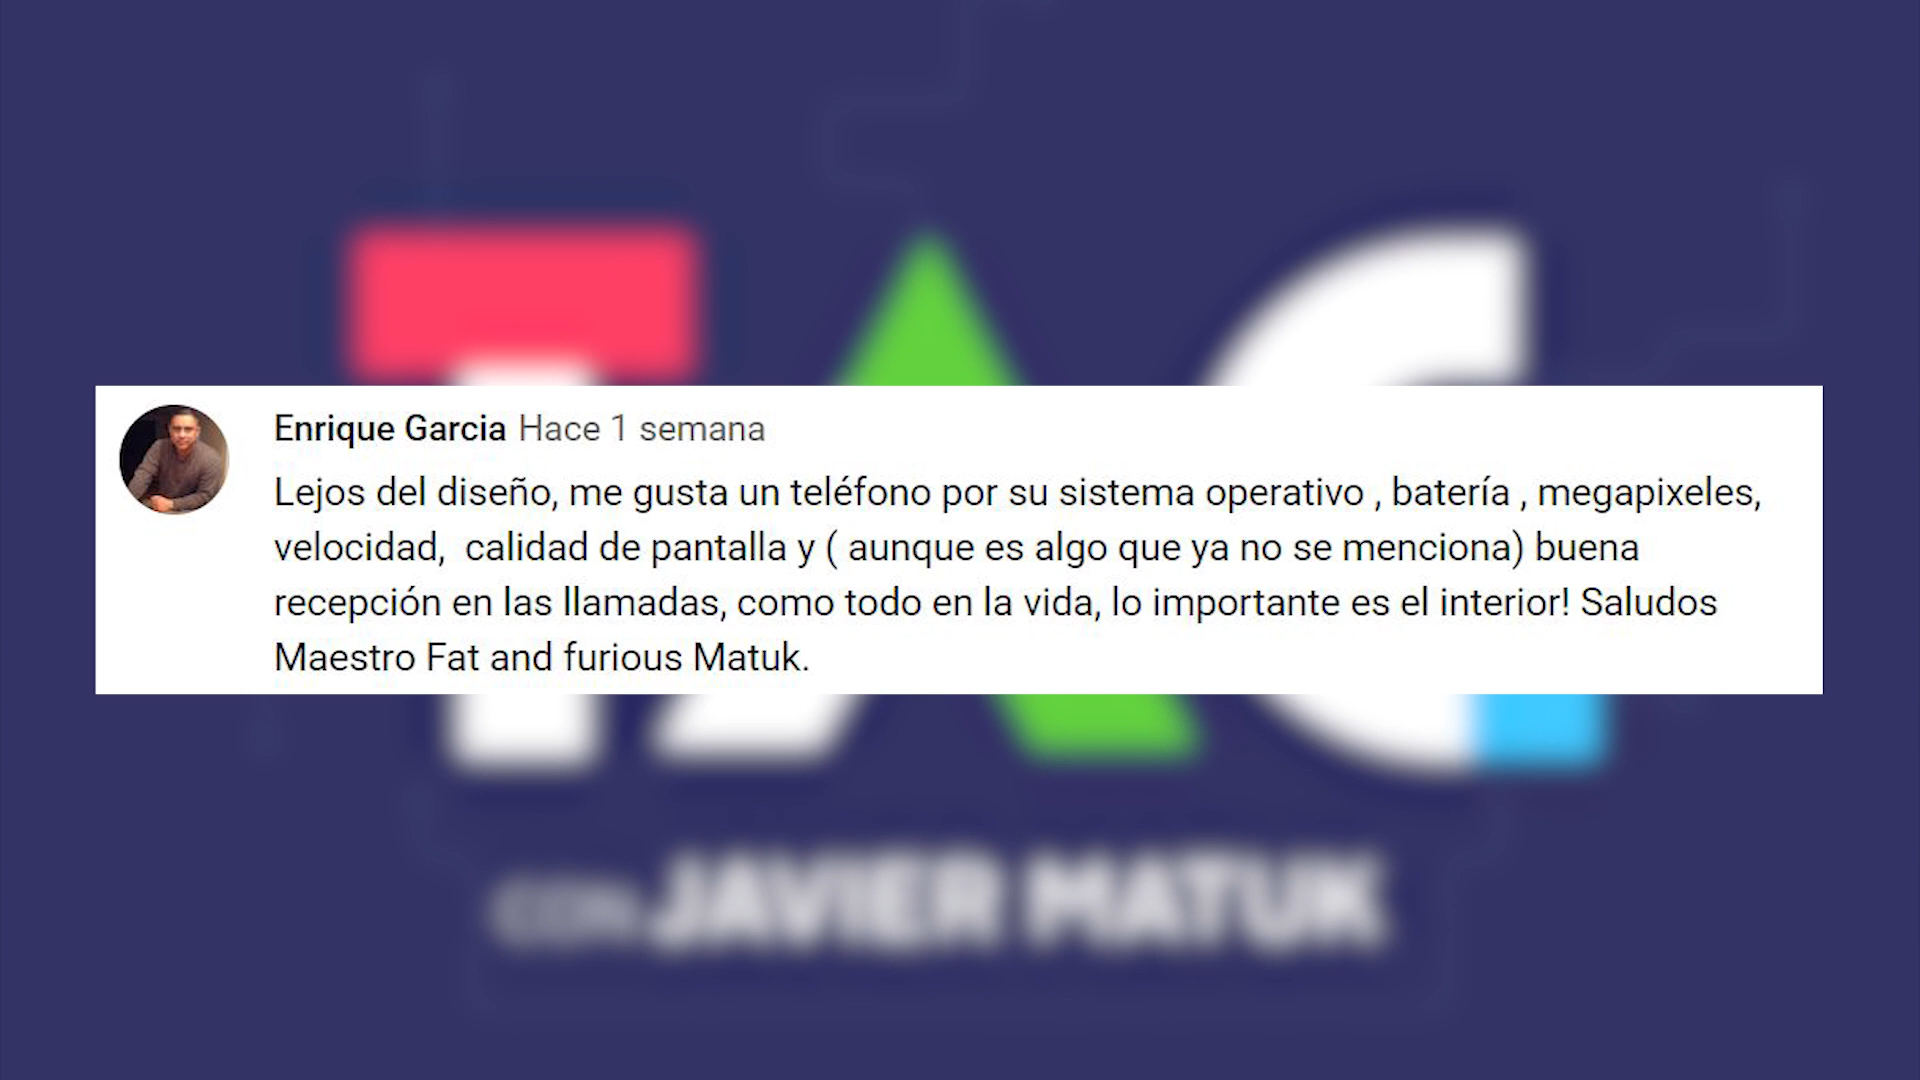 TAC
Enrique Garcia Hace 1 semana
Lejos del diseño, me gusta un teléfono por su sistema operativo , batería , megapixeles,
velocidad,  calidad de pantalla y ( aunque es algo que ya no se menciona) buena
recepción en las llamadas, como todo en la vida, lo importante es el interior! Saludos
Maestro Fat and furious Matuk.
CON JAVIER MATUK